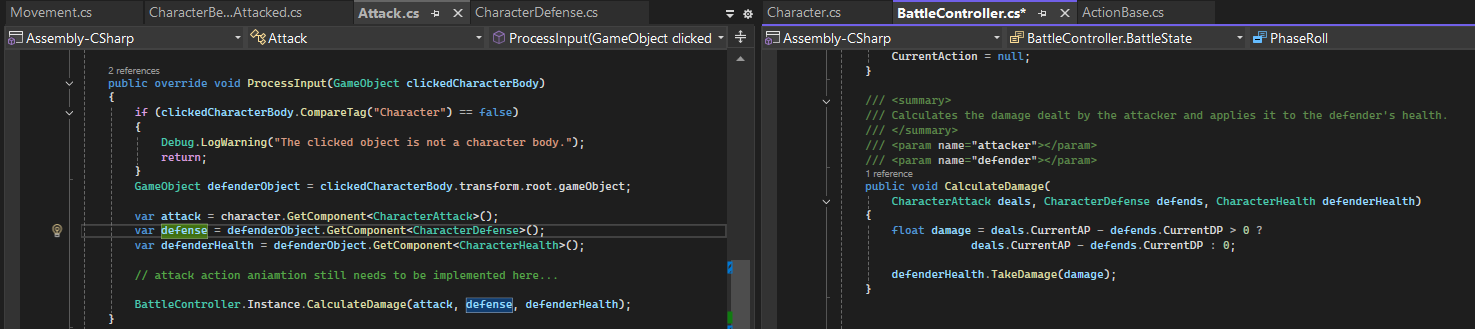 Movement.cs
CharacterBe...Attacked.cs
Attack.cs
CharacterDefense.cs
Assembly-CSharp
Attack
ProcessInput(GameObject clicked
2 references
public override void ProcessInput(GameObject clickedCharacterBody)
{
if (clickedCharacterBody.CompareTag("Character") == false)
{
Debug.LogWarning("The clicked object is not a character body.");
return;
}
GameObject defenderObject = clickedCharacterBody.transform.root.gameObject;
var attack = character.GetComponent<CharacterAttack>();
var defense = defenderObject.GetComponent<CharacterDefense>();
var defenderHealth = defenderObject.GetComponent<CharacterHealth>();
// attack action aniamtion still needs to be implemented here...
BattleController.Instance.CalculateDamage(attack, defense, defenderHealth);
}
Character.cs
BattleController.cs*
ActionBase.cs
Assembly-CSharp
BattleController.BattleState
PhaseRoll
CurrentAction = null;
}
/// <summary>
/// Calculates the damage dealt by the attacker and applies it to the defender's health.
/// </summary>
/// <param name="attacker"></param>
/// <param name="defender"></param>
1 reference
public void CalculateDamage(
CharacterAttack deals, CharacterDefense defends, CharacterHealth defenderHealth)
{
float damage = deals.CurrentAP - defends.CurrentDP > 0 ?
deals.CurrentAP - defends.CurrentDP : 0;
defenderHealth.TakeDamage(damage);
}